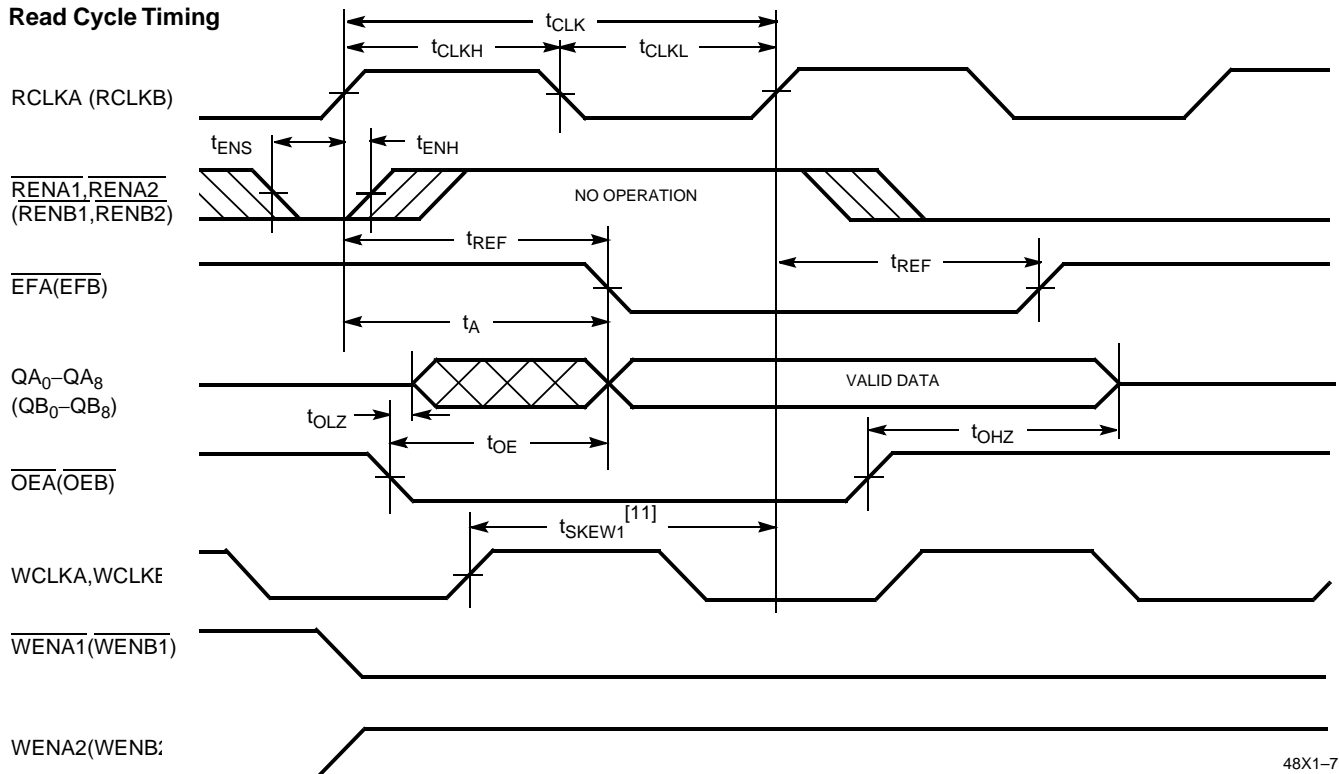 Read Cycle Timing
tCLK
tCLKH
tCLKL
RCLKA (RCLKB)
tENS
tENH
RENA1,RENA2
(RENB1,RENB2)
NO OPERATION
tREF
tREF
EFA(EFB)
tA
QA0–QA8
(QB0–QB8)
VALID DATA
tOLZ
tOE
tOHZ
OEA(OEB)
tSKEW1[11]
WCLKA,WCLKE
WENA1(WENB1)
WENA2(WENB2
48X1–7